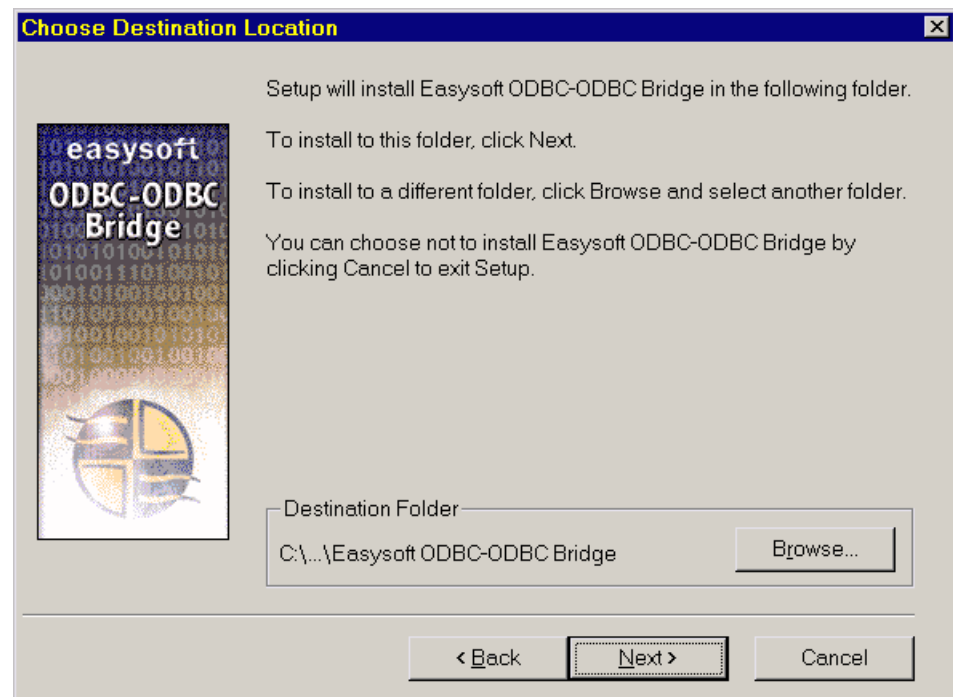 Choose Destination Location
Setup will install Easysoft ODBC-ODBC Bridge in the following folder.
To install to this folder, click Next.
To install to a different folder, click Browse and select another folder.
You can choose not to install Easysoft ODBC-ODBC Bridge by
clicking Cancel to exit Setup.
easysoft
ODBC-ODBC
Bridge
Destination Folder
C:\...\Easysoft ODBC-ODBC Bridge
Browse...
< Back
Next >
Cancel